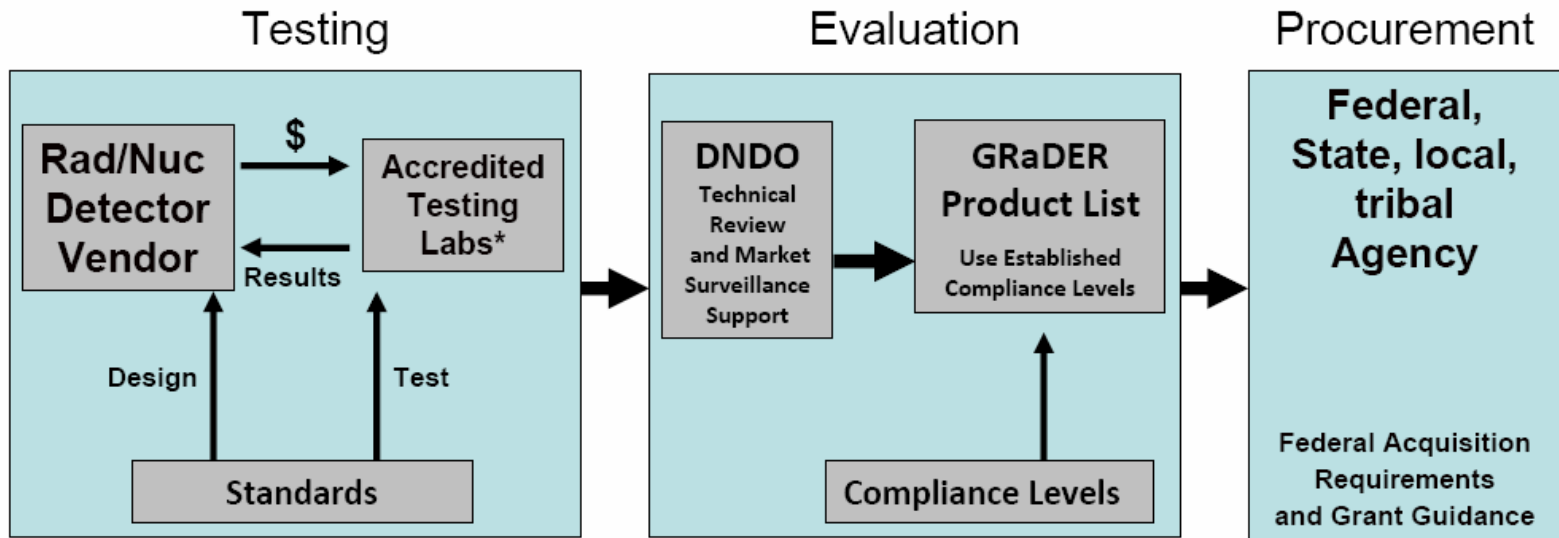 Testing
Rad/Nuc
Detector
Vendor
$
Results
Accredited
Testing
Labs*
Design
Test
Standards
Evaluation
DNDO
Technical
Review
and Market
Surveillance
Support
GRaDER
Product List
Use Established
Compliance Levels
Compliance Levels
Procurement
Federal,
State, local,
tribal
Agency
Federal Acquisition
Requirements
and Grant Guidance